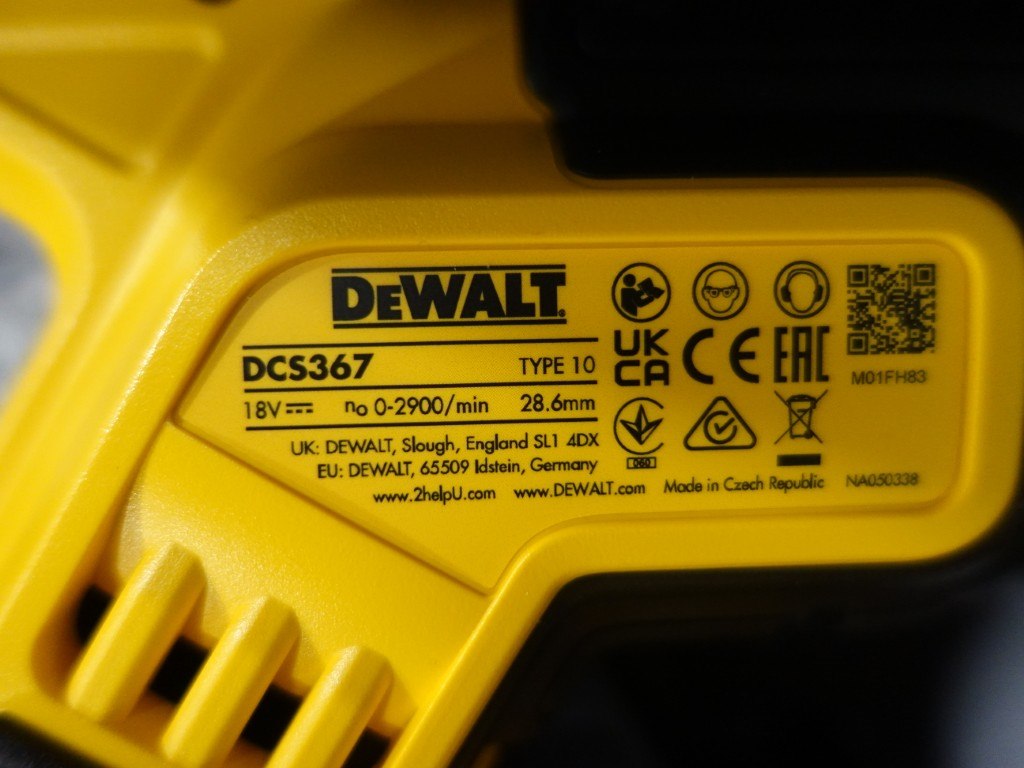 DEWALT.
DCS367 TYPE 10
18V n₀ 0-2900/min 28.6mm
UK: DEWALT, Slough, England SL1 4DX
EU: DEWALT, 65509 Idstein, Germany
www.2helpU.com www.DEWALT.com
UK
CA
CE
EAC
M01FH83
060
Made in Czech Republic
NA050338